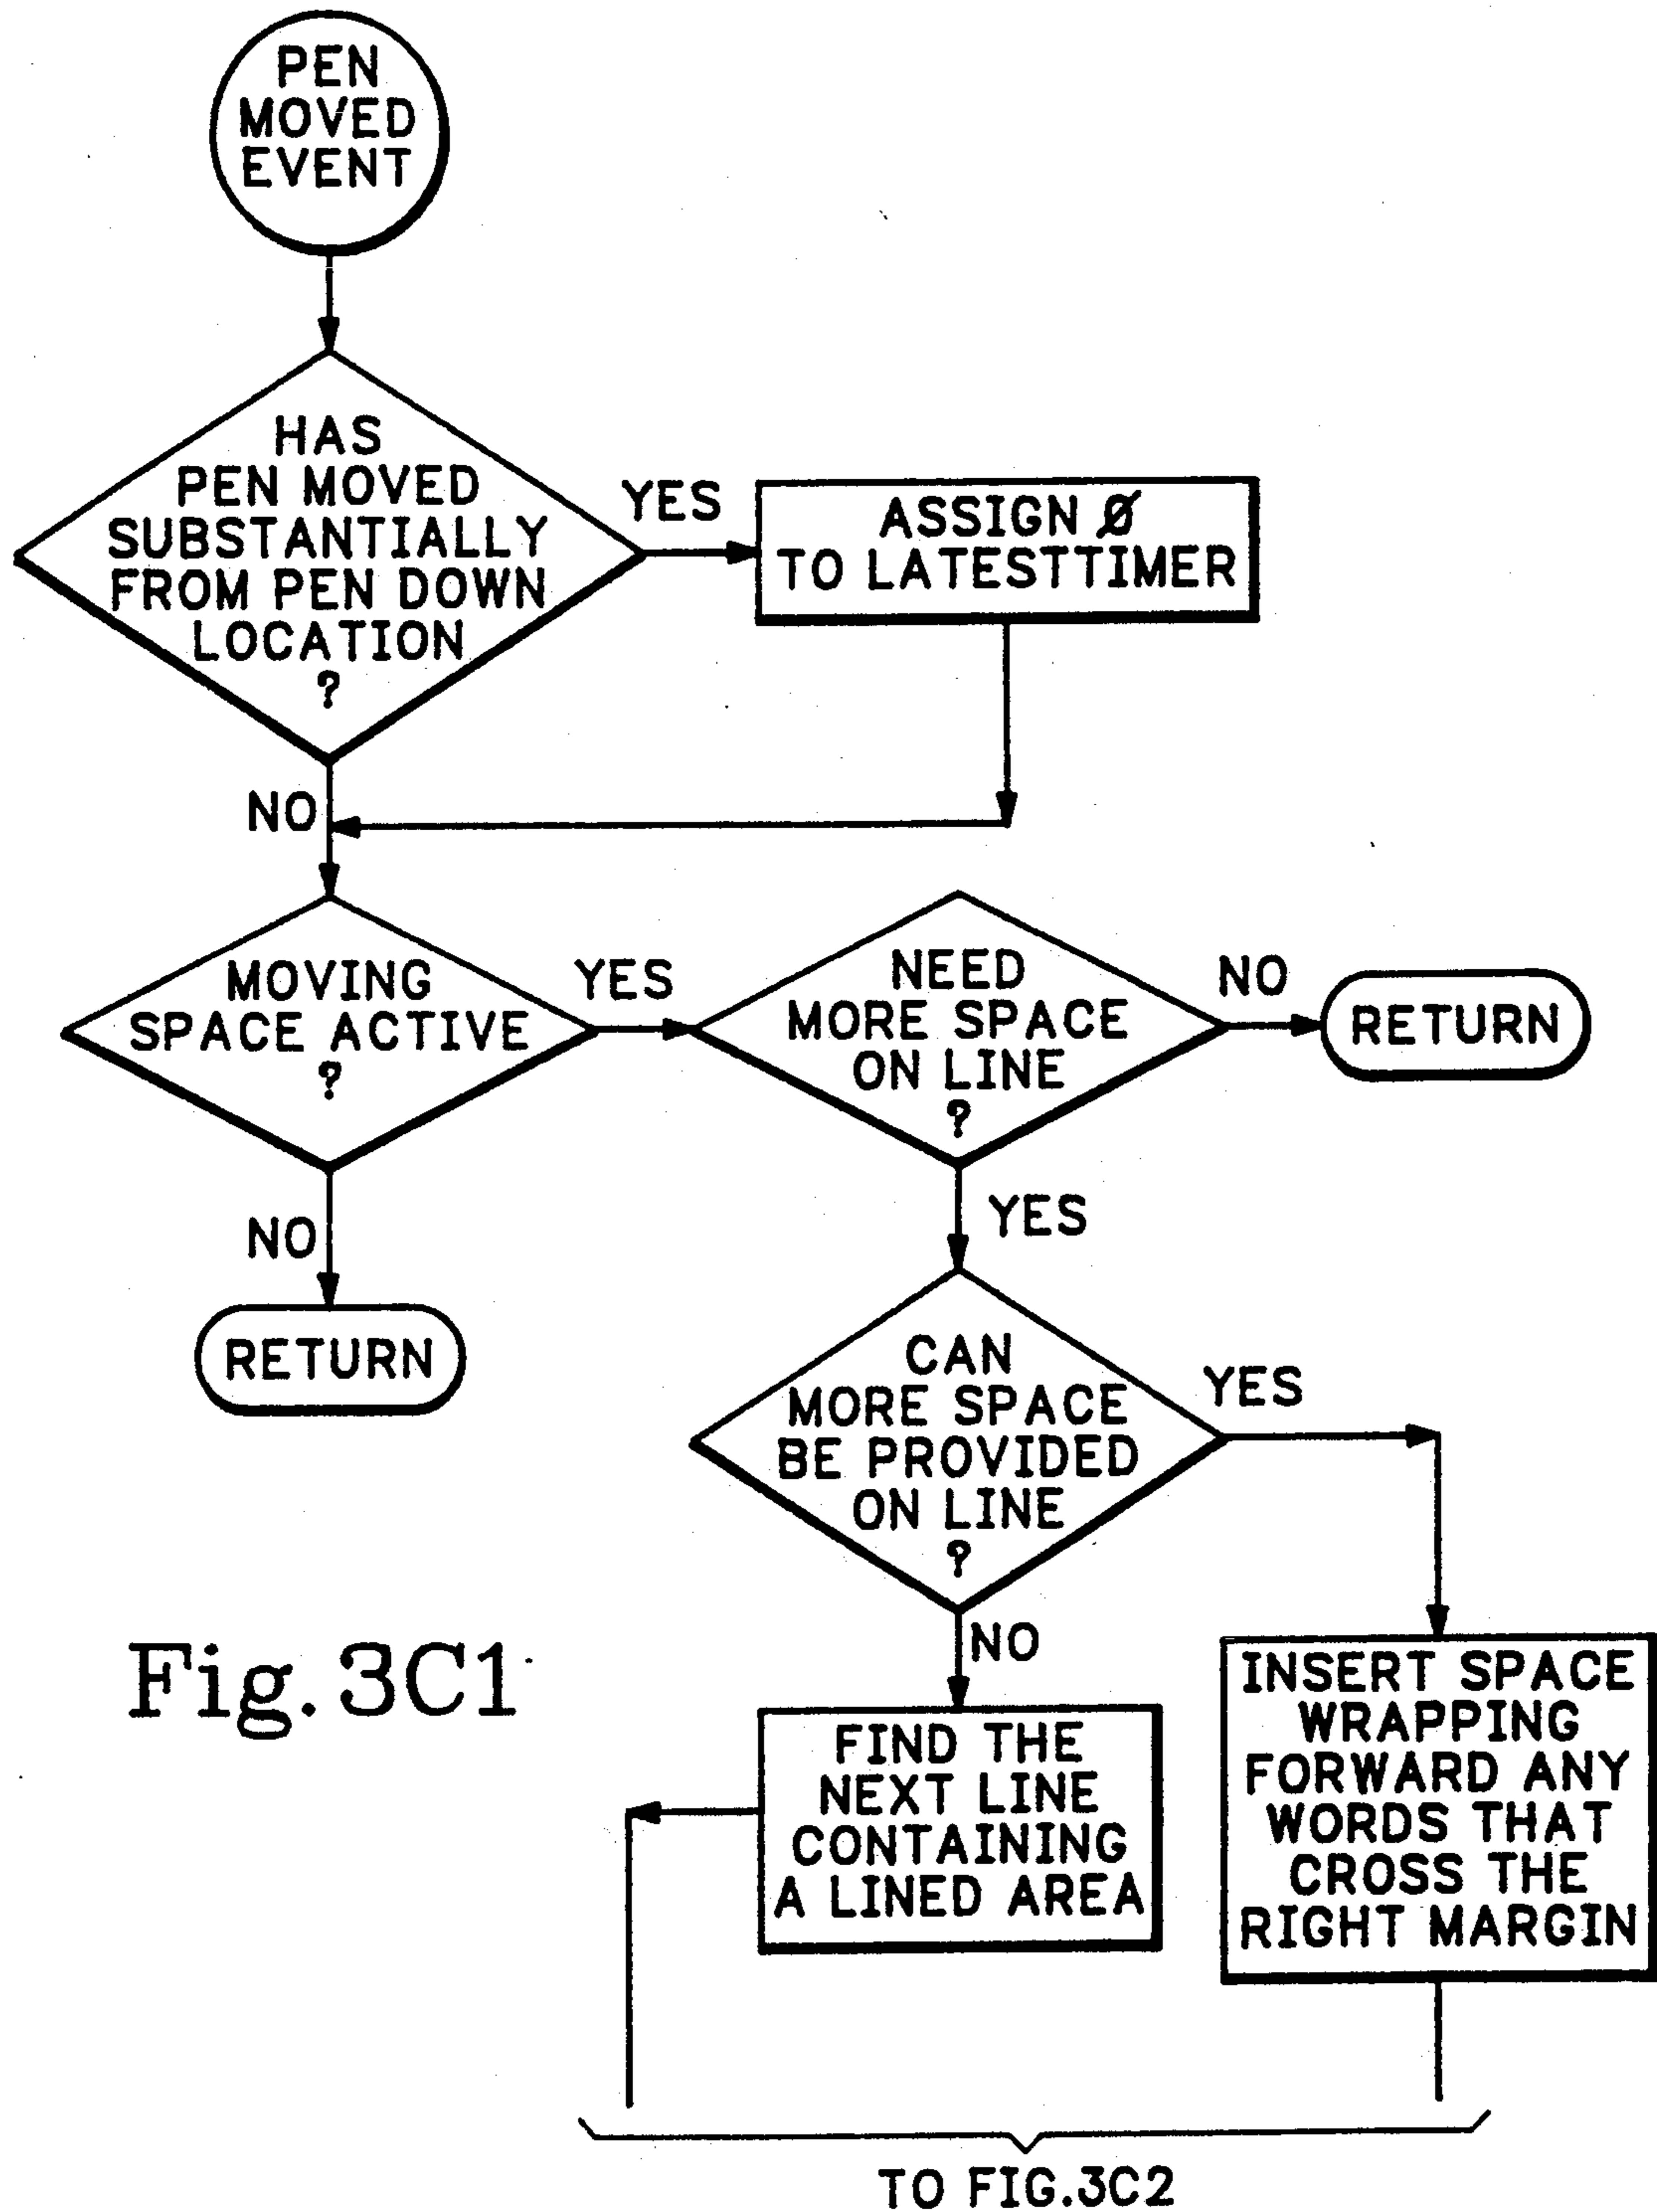 PEN
MOVED
EVENT
HAS
PEN MOVED
SUBSTANTIALLY
FROM PEN DOWN
LOCATION
?
YES
ASSIGN Ø
TO LATESTTIMER
NO
MOVING
SPACE ACTIVE
?
YES
NEED
MORE SPACE
ON LINE
?
NO
RETURN
NO
RETURN
YES
CAN
MORE SPACE
BE PROVIDED
ON LINE
?
YES
NO
FIND THE
NEXT LINE
CONTAINING
A LINED AREA
INSERT SPACE
WRAPPING
FORWARD ANY
WORDS THAT
CROSS THE
RIGHT MARGIN
Fig. 3C1
TO FIG.3C2